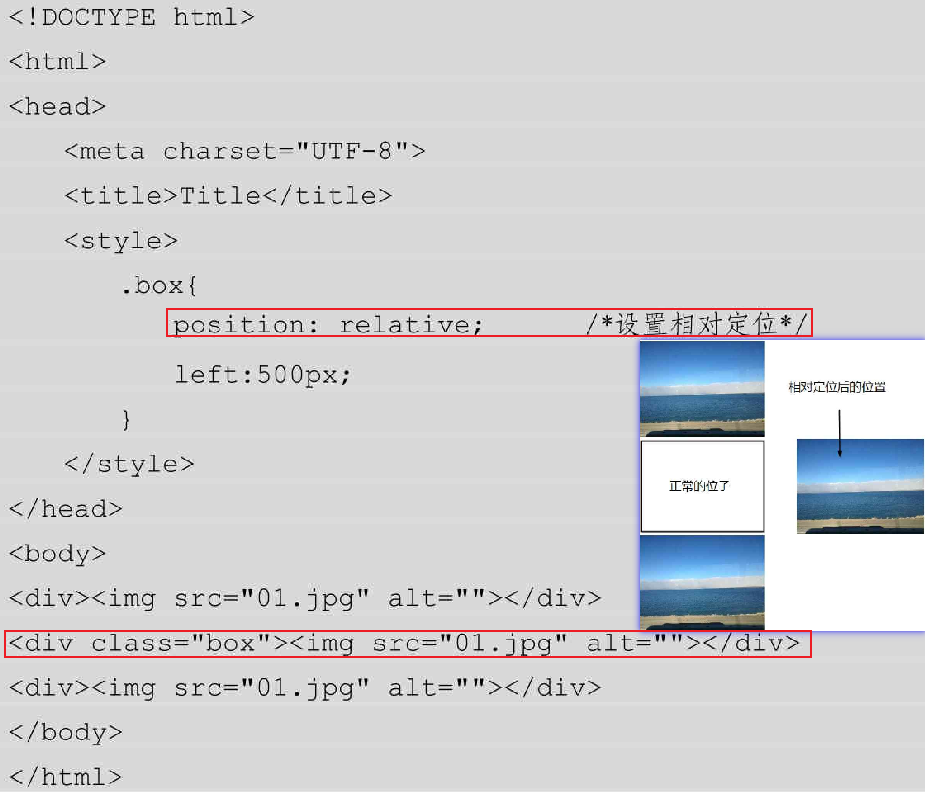 <!DOCTYPE html>
<html>
<head>
<meta charset="UTF-8">
<title>Title</title>
<style>
.box{
position: relative; /*设置相对定位*/
left:500px;
}
</style>
</head>
<body>
<div><img src="01.jpg" alt=""></div>
<div class="box"><img src="01.jpg" alt=""></div>
<div><img src="01.jpg" alt=""></div>
</body>
</html>
相对定位后的位置
正常的位了